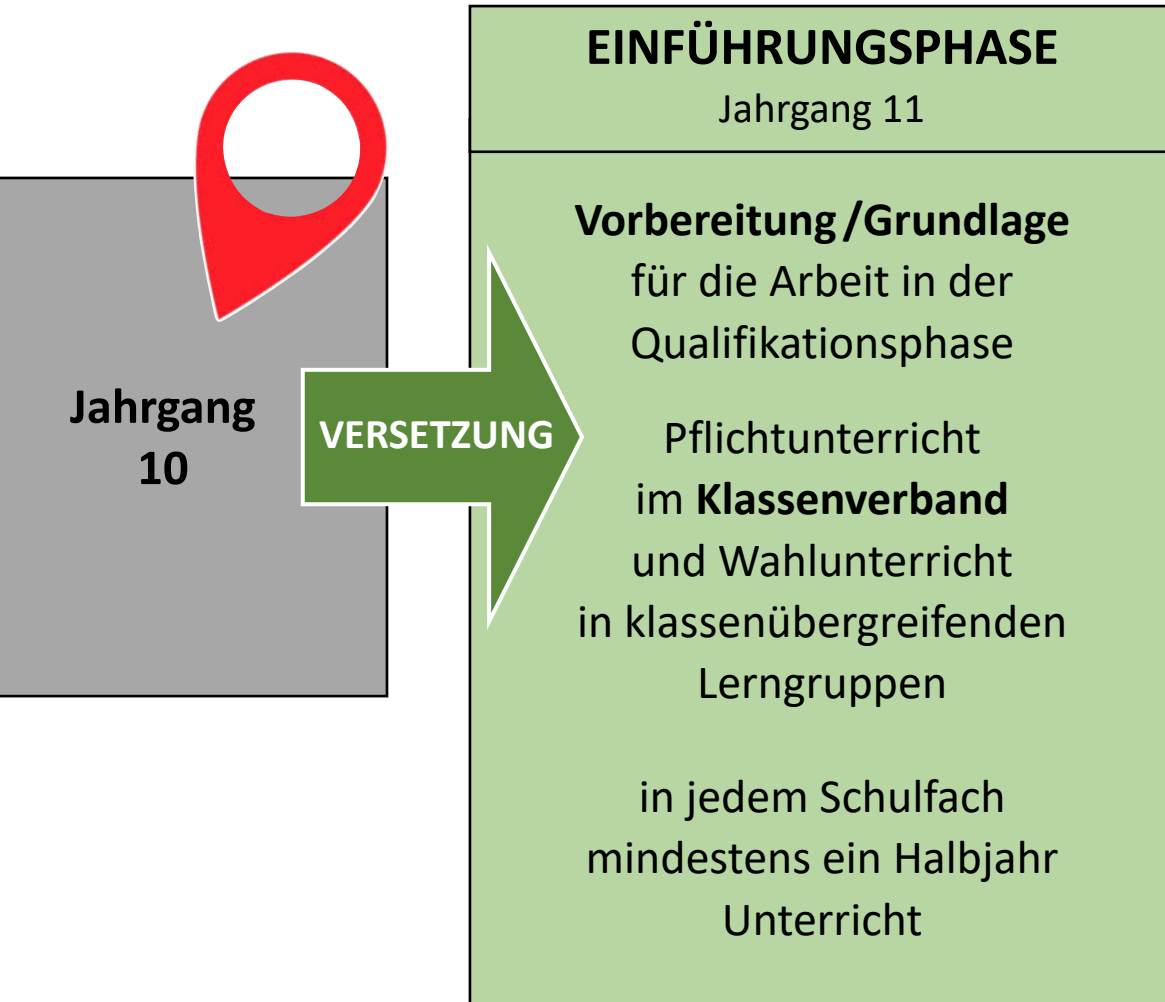 Jahrgang
10
VERSETZUNG
EINFÜHRUNGSPHASE
Jahrgang 11
Vorbereitung/Grundlage
für die Arbeit in der
Qualifikationsphase
Pflichtunterricht
im Klassenverband
und Wahlunterricht
in klassenübergreifenden
Lerngruppen
in jedem Schulfach
mindestens ein Halbjahr
Unterricht